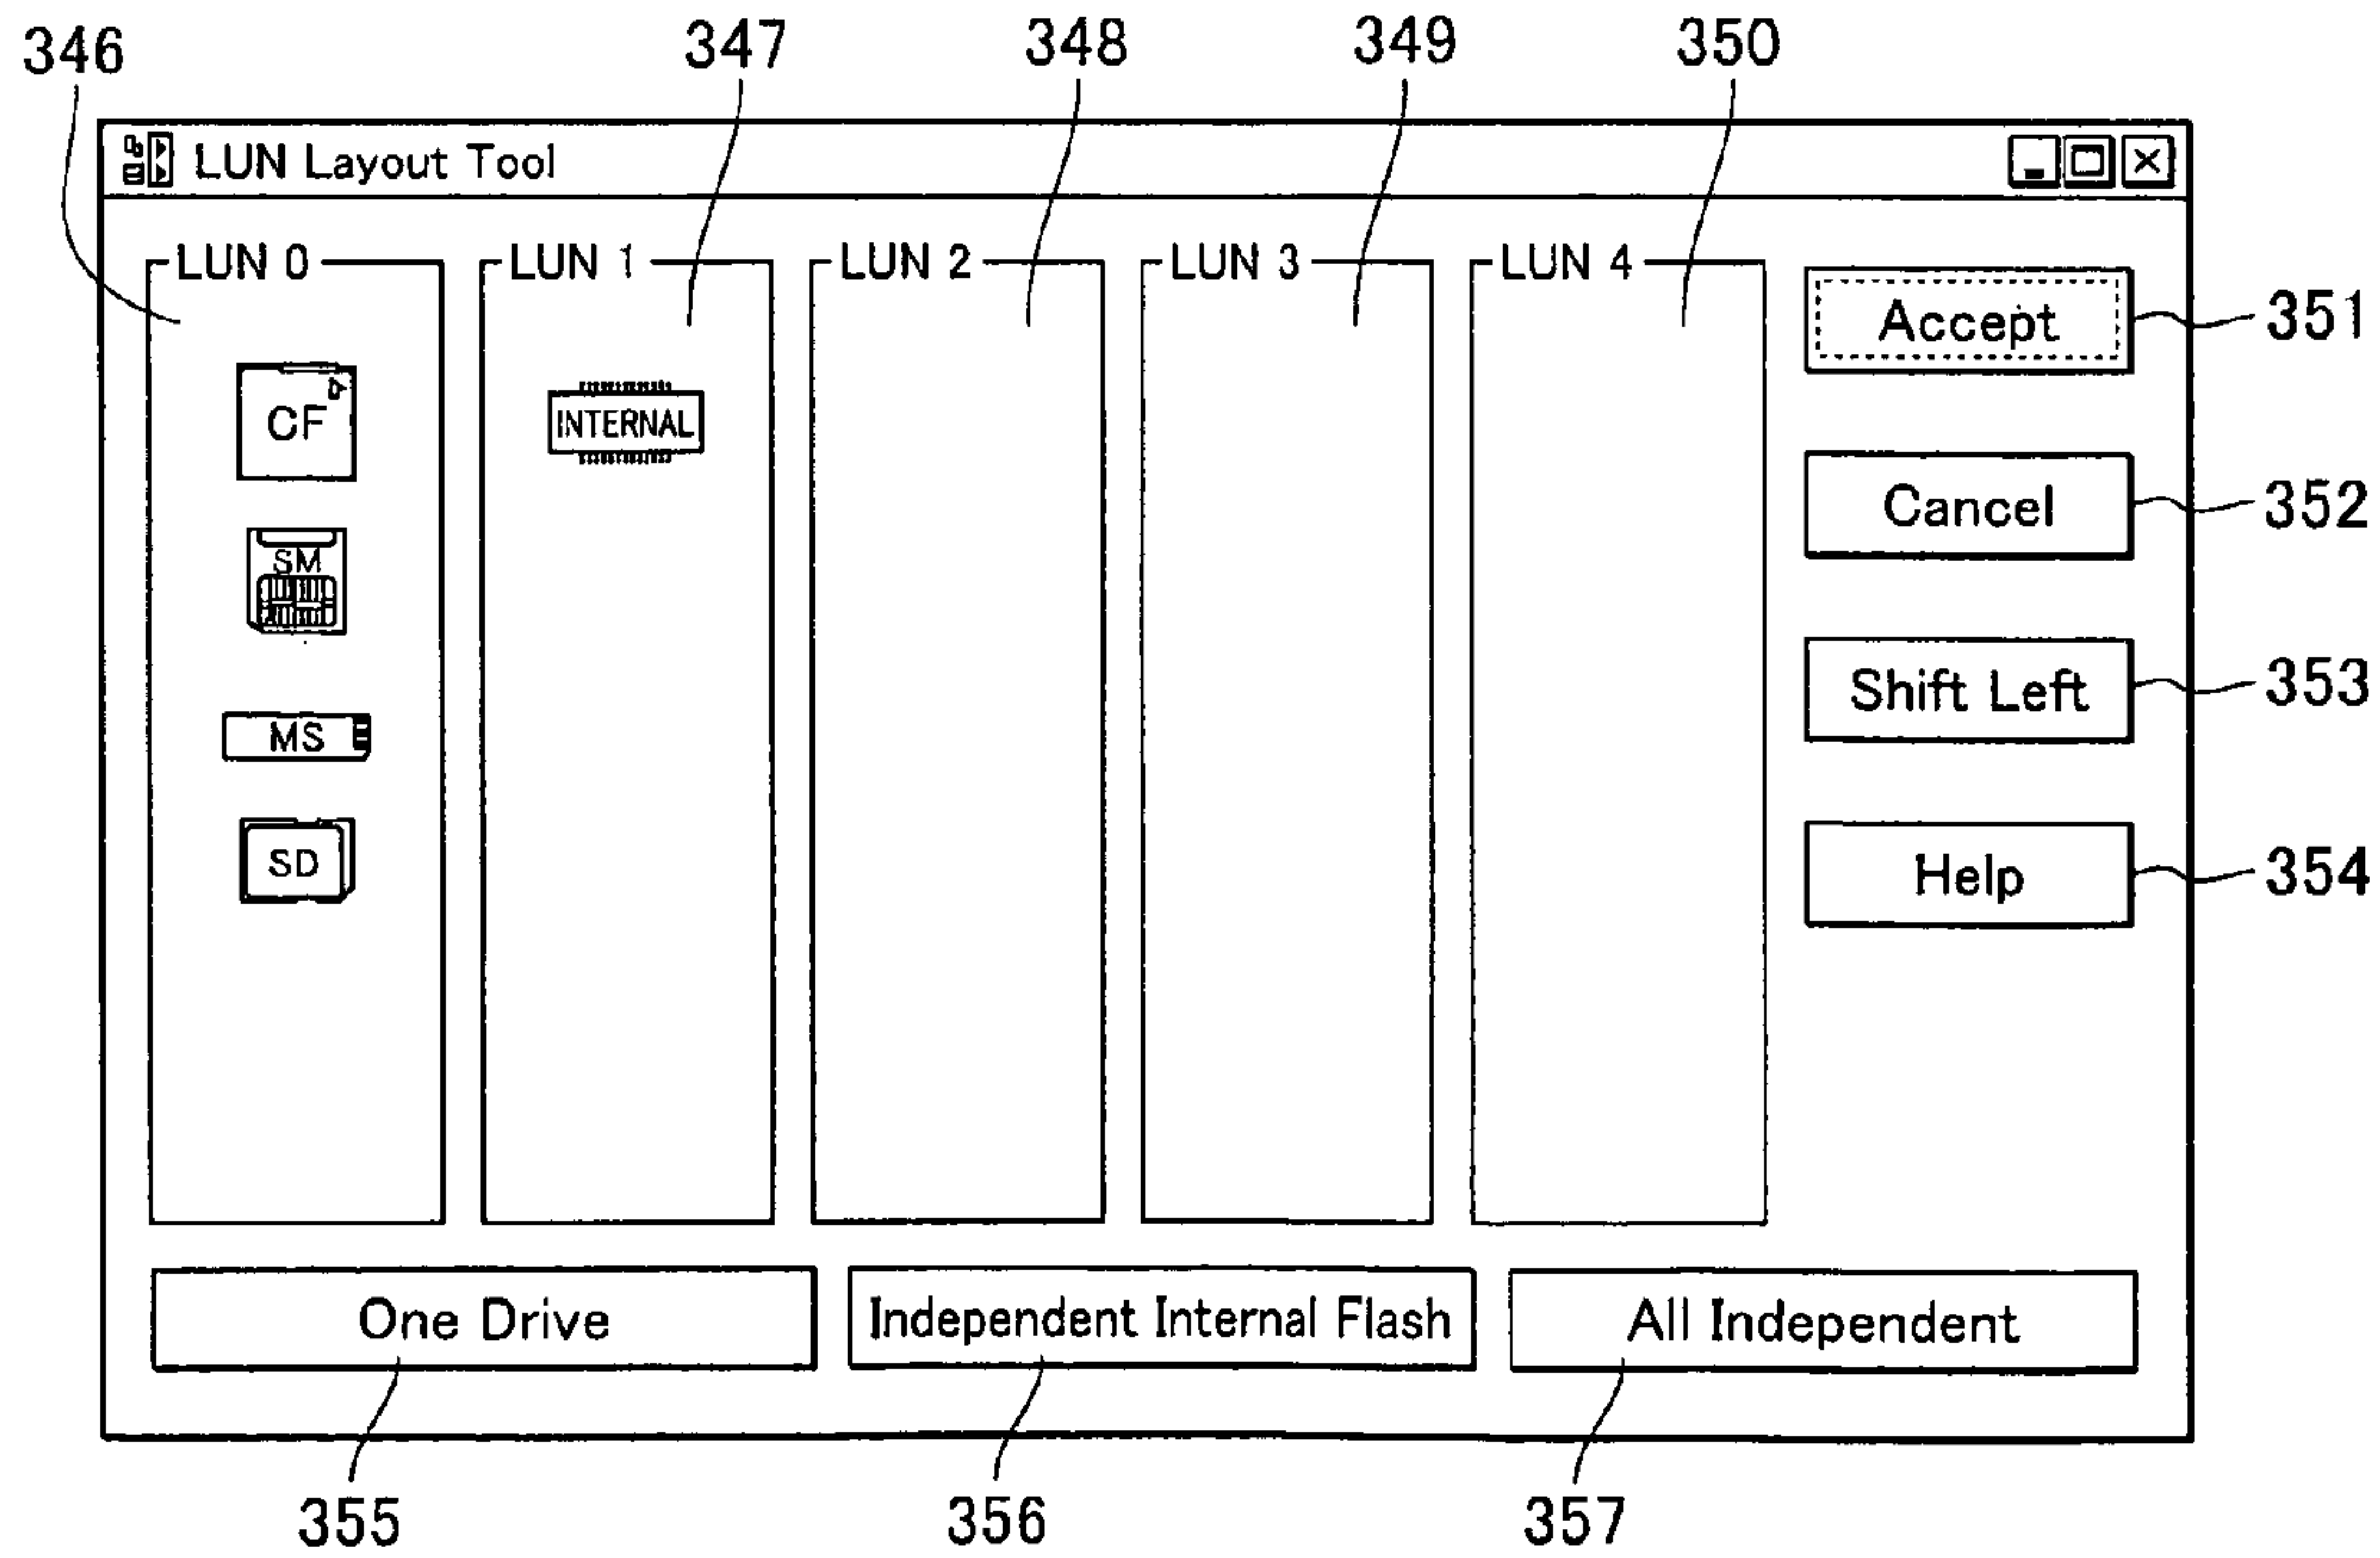 346 347 348 349 350
LUN Layout Tool
LUN 0 LUN 1 LUN 2 LUN 3 LUN 4
Accept 351
CF INTERNAL
Cancel 352
SM
Shift Left 353
MS
SD
Help 354
One Drive Independent Internal Flash All Independent
355 356 357